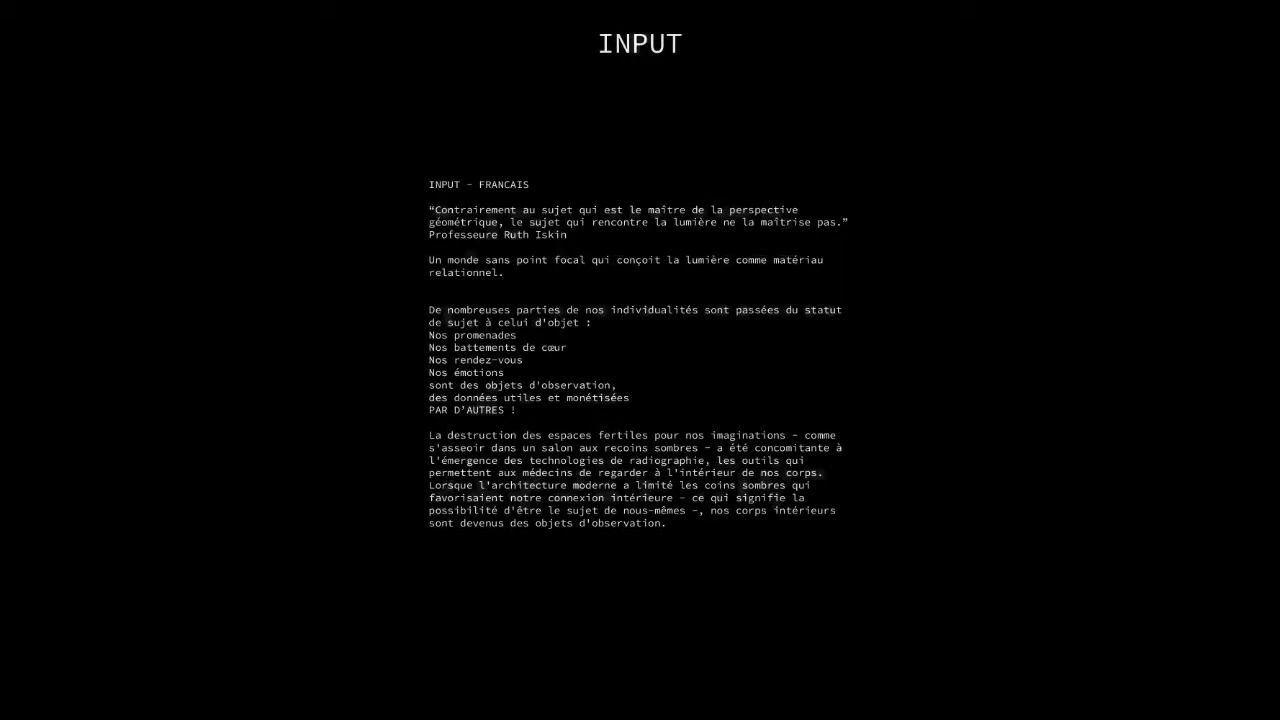 INPUT
INPUT - FRANCAIS
“Contrairement au sujet qui est le maître de la perspective
géométrique, le sujet qui rencontre la lumière ne la maîtrise pas.”
Professeure Ruth Iskin
Un monde sans point focal qui conçoit la lumière comme matériau
relationnel.
De nombreuses parties de nos individualités sont passées du statut
de sujet à celui d'objet :
Nos promenades
Nos battements de cœur
Nos rendez-vous
Nos émotions
sont des objets d'observation,
des données utiles et monétisées
PAR D’AUTRES !
La destruction des espaces fertiles pour nos imaginations - comme
s'asseoir dans un salon aux recoins sombres - a été concomitante à
l'émergence des technologies de radiographie, les outils qui
permettent aux médecins de regarder à l'intérieur de nos corps.
Lorsque l'architecture moderne a limité les coins sombres qui
favorisaient notre connexion intérieure - ce qui signifie la
possibilité d'être le sujet de nous-mêmes -, nos corps intérieurs
sont devenus des objets d'observation.